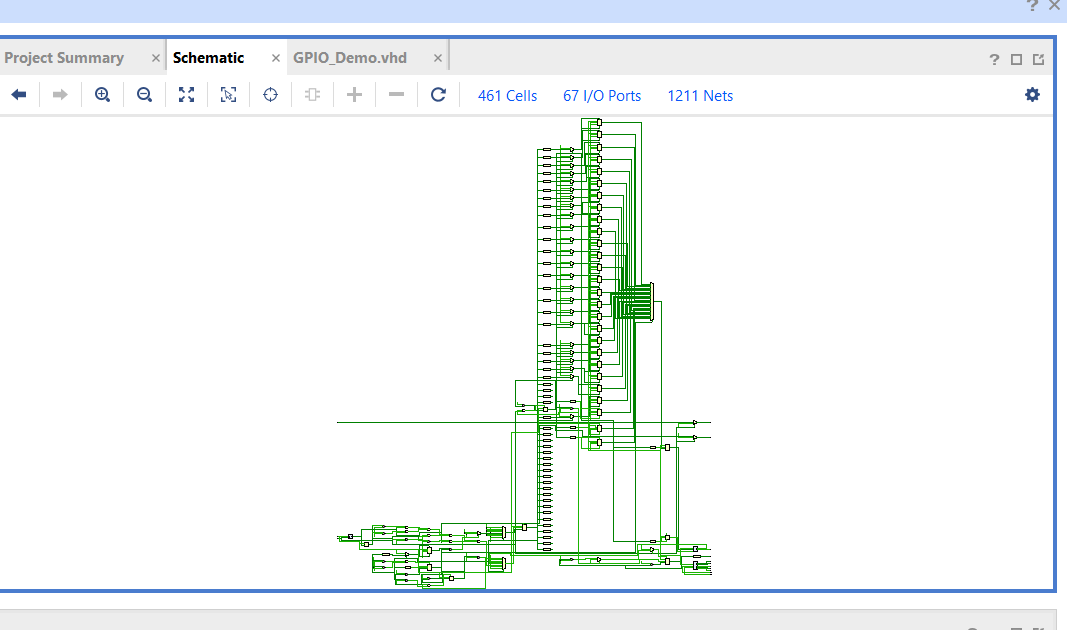 ? ×
Project Summary × Schematic × GPIO_Demo.vhd × ?
461 Cells 67 I/O Ports 1211 Nets